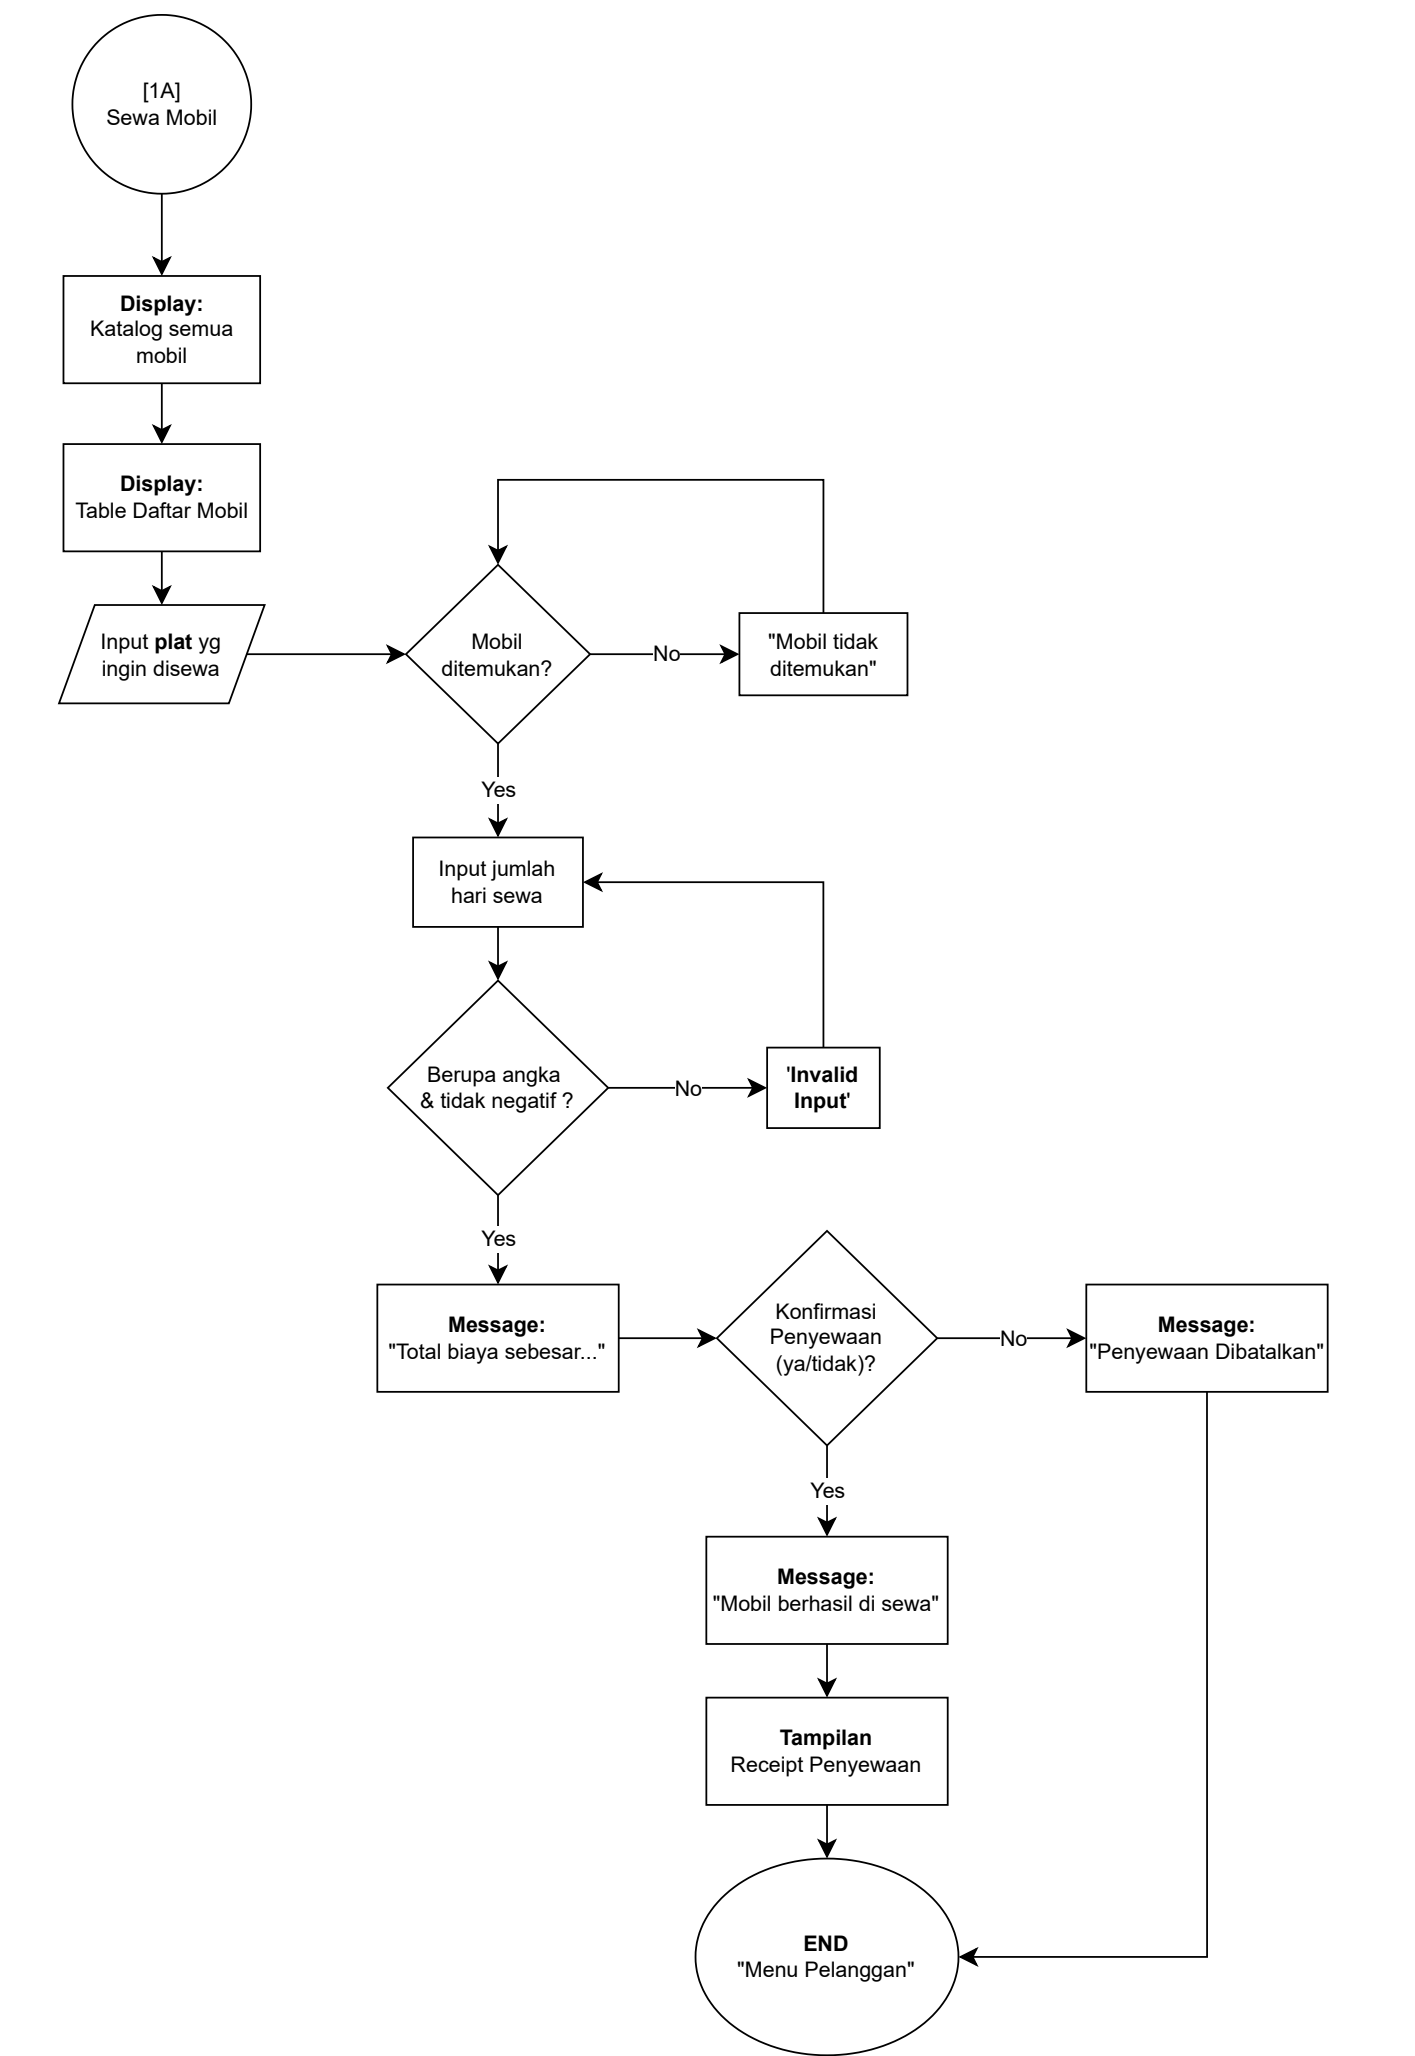 [1A]
Sewa Mobil
Display:
Katalog semua
mobil
Display:
Table Daftar Mobil
Input plat yg
ingin disewa
Mobil
ditemukan?
No
"Mobil tidak
ditemukan"
Yes
Input jumlah
hari sewa
Berupa angka
& tidak negatif ?
No
'Invalid
Input'
Yes
Message:
"Total biaya sebesar..."
Konfirmasi
Penyewaan
(ya/tidak)?
No
Message:
"Penyewaan Dibatalkan"
Yes
Message:
"Mobil berhasil di sewa"
Tampilan
Receipt Penyewaan
END
"Menu Pelanggan"